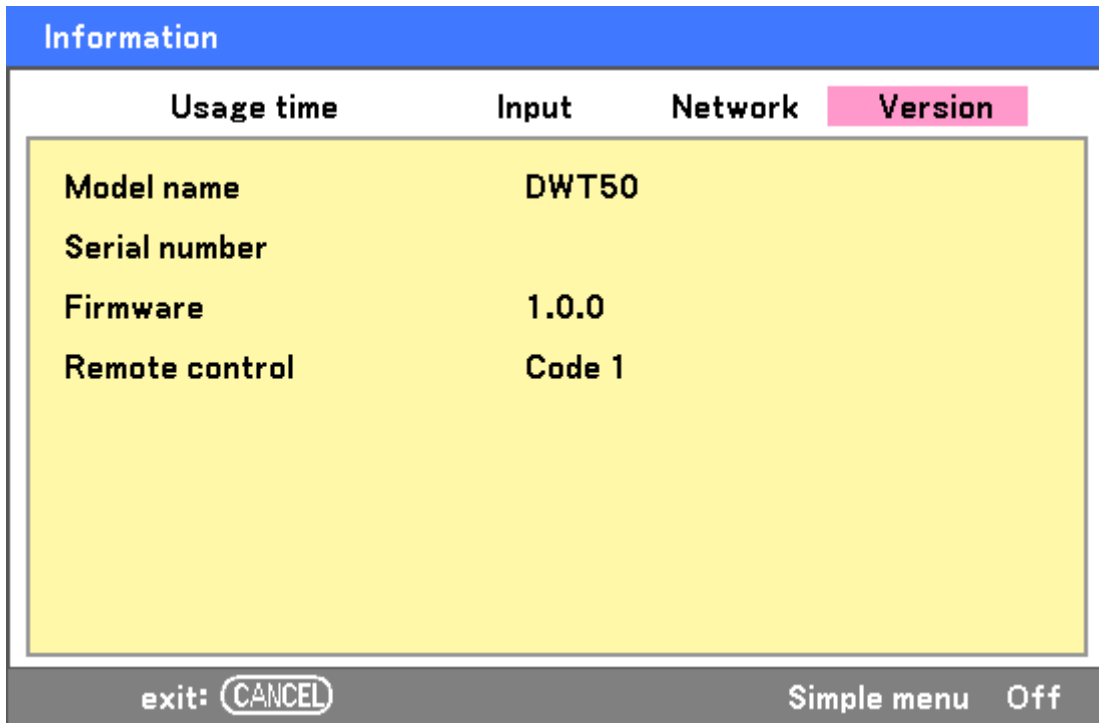 Information
Usage time Input Network Version
Model name DWT50
Serial number
Firmware 1.0.0
Remote control Code 1
exit: CANCEL Simple menu Off